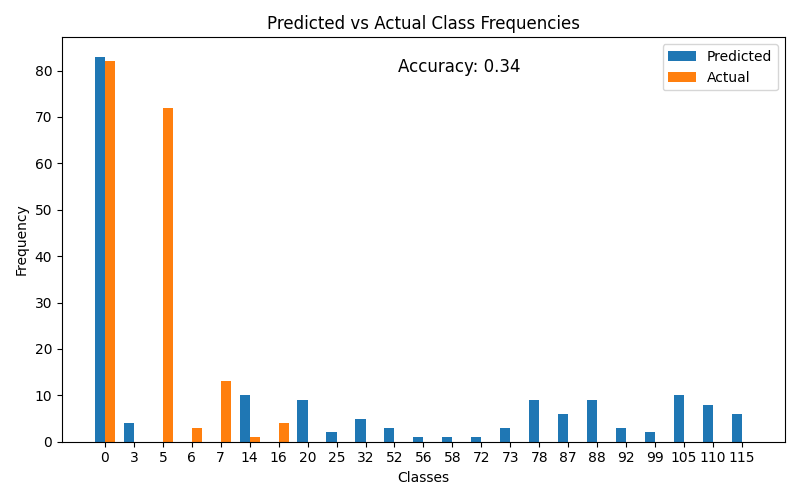 Predicted vs Actual Class Frequencies
Accuracy: 0.34
Predicted
Actual
80
70
60
50
40
30
20
10
0
Frequency
0 3 5 6 7 14 16 20 25 32 52 56 58 72 73 78 87 88 92 99 105 110 115
Classes